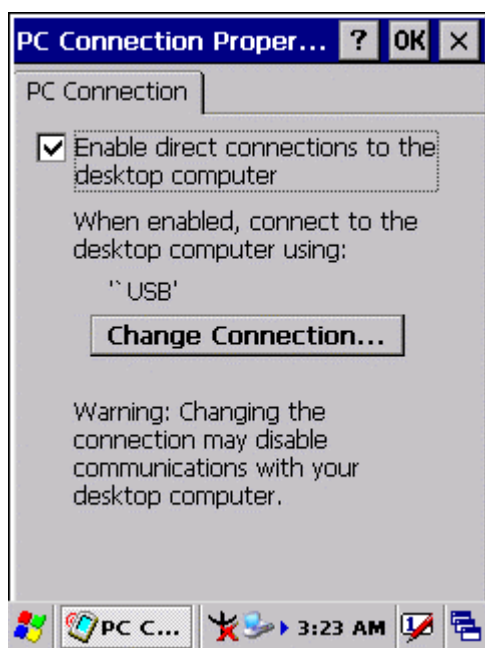 PC Connection Proper... ? OK ×
PC Connection
Enable direct connections to the
desktop computer
When enabled, connect to the
desktop computer using:
'`USB'
Change Connection...
Warning: Changing the
connection may disable
communications with your
desktop computer.
PC C... 3:23 AM